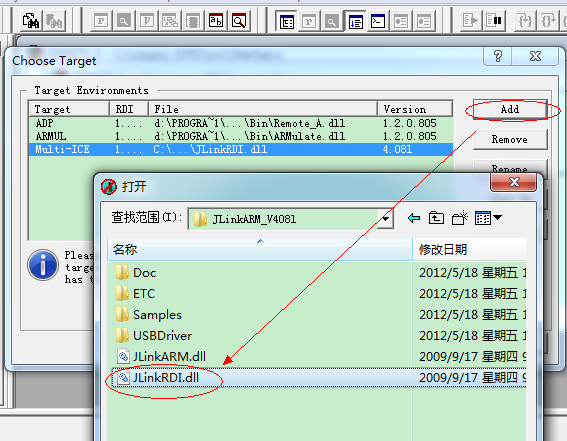 Choose Target
Target Environments
Target RDI File Version
ADP 1.... d:\PROGRA~1\...\Bin\Remote_A.dll 1.2.0.805
ARMUL 1.... d:\PROGRA~1\...\Bin\ARMulate.dll 1.2.0.805
Multi-ICE 1.... C:\...\JLinkRDI.dll 4.08l
Add
Remove
Rename
Pleas
target
has t
打开
查找范围(I): JLinkARM_V408l
名称 修改日期
Doc 2012/5/18 星期五 1
ETC 2012/5/18 星期五 1
Samples 2012/5/18 星期五 1
USBDriver 2012/5/18 星期五 1
JLinkARM.dll 2009/9/17 星期四 9
JLinkRDI.dll 2009/9/17 星期四 9